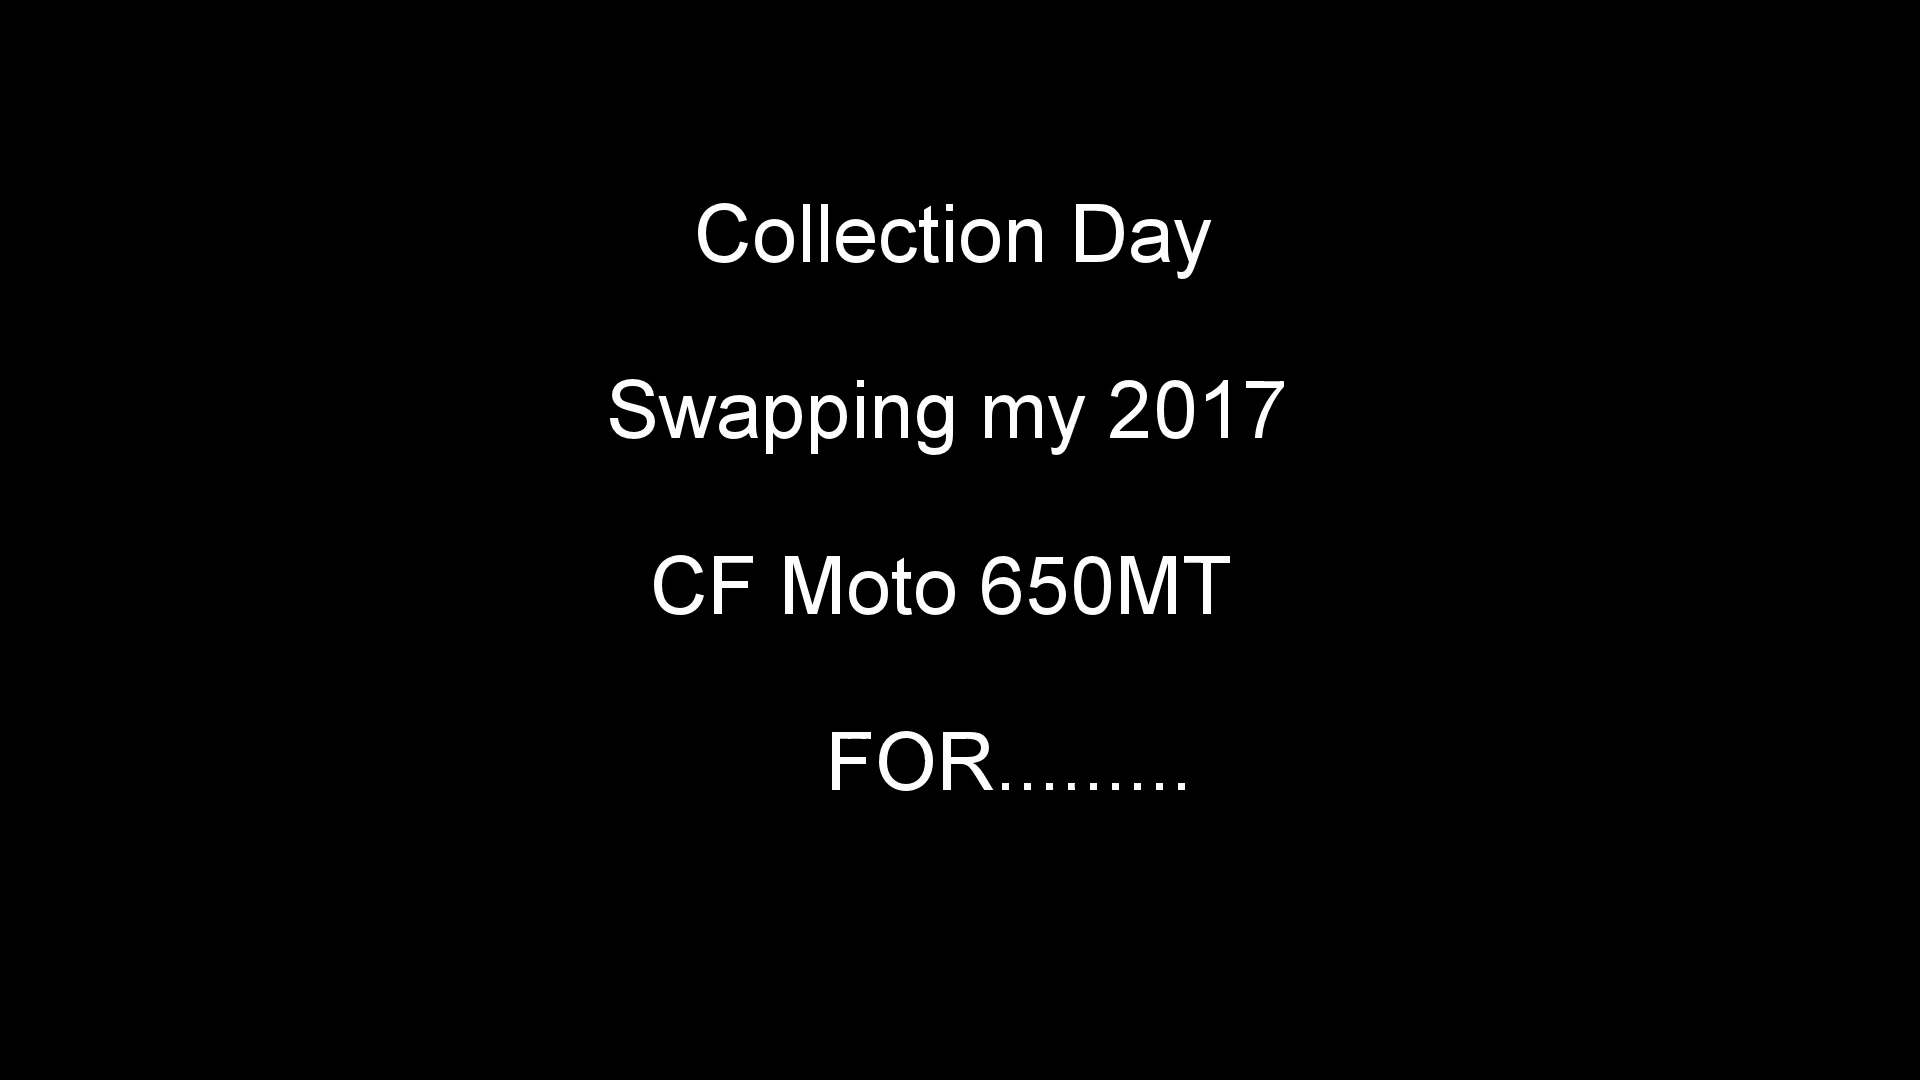 Collection Day
Swapping my 2017
CF Moto 650MT
FOR.........